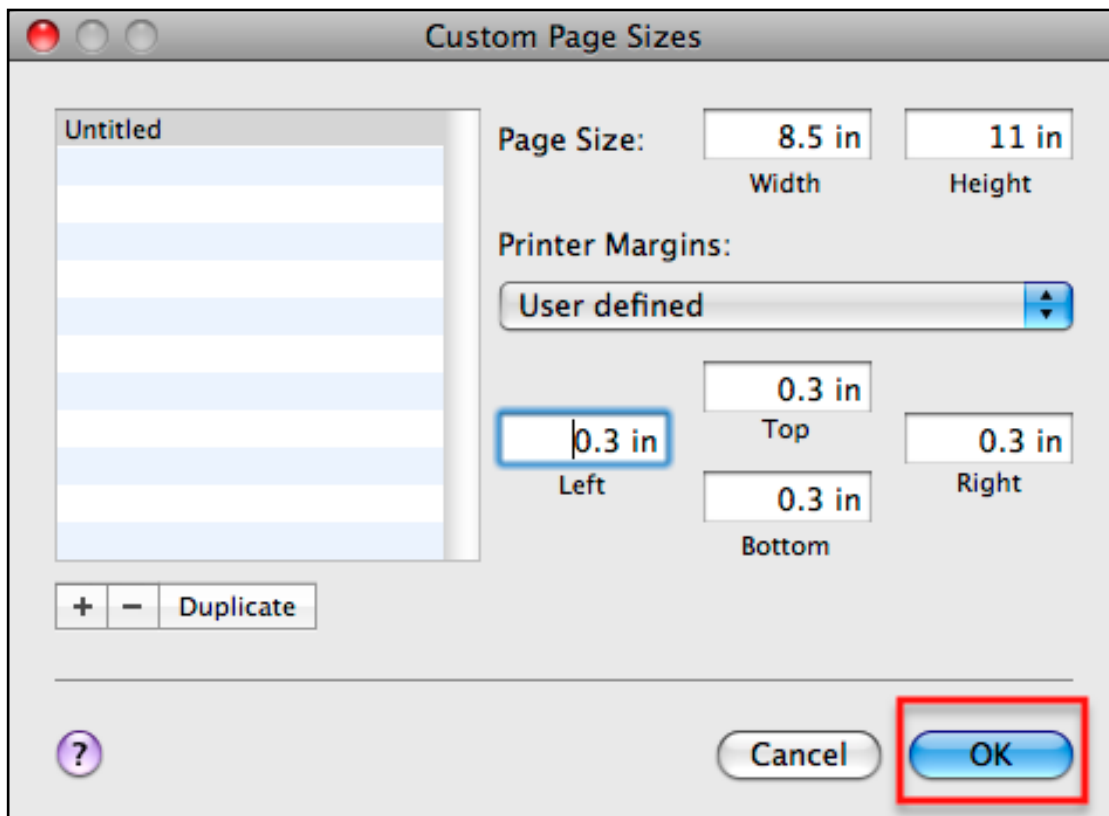 Custom Page Sizes
Untitled
Page Size:
8.5 in
11 in
Width
Height
Printer Margins:
User defined
0.3 in
Top
0.3 in
Left
0.3 in
Right
0.3 in
Bottom
+
−
Duplicate
?
Cancel
OK